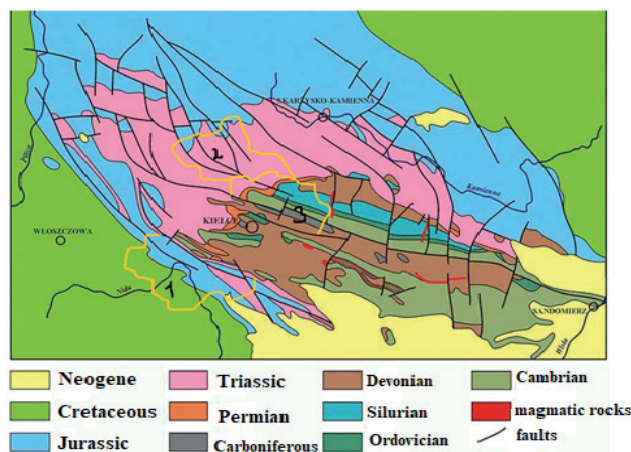 SKARZYSKO-KAMIENNA
2
Pilica
Kamienna
3
KIELCE
WŁOSZCZOWA
1
Nida
SANDOMIERZ
Wisła
Neogene
Triassic
Devonian
Cambrian
Cretaceous
Permian
Silurian
magmatic rocks
Jurassic
Carboniferous
Ordovician
faults